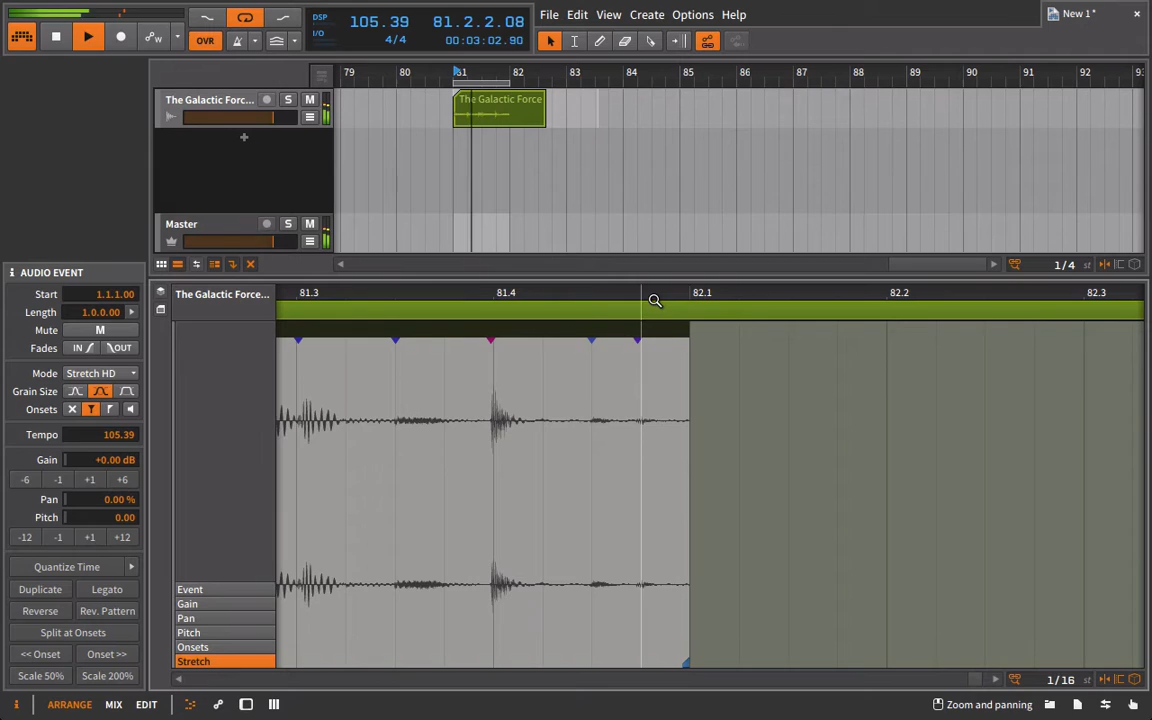 DSP
I/O
105.39
4/4
81.2.2.08
00:03:02.90
File Edit View Create Options Help
New 1*
OVR
79 80 81 82 83 84 85 86 87 88 89 90 91 92 93
The Galactic Forc... S M
The Galactic Force
Master S M
1/4 st
AUDIO EVENT
Start 1.1.1.00
Length 1.0.0.00
Mute M
Fades IN OUT
Mode Stretch HD
Grain Size
Onsets
Tempo 105.39
Gain +0.00 dB
-6 -1 +1 +6
Pan 0.00 %
Pitch 0.00
-12 -1 +1 +12
Quantize Time
Duplicate Legato
Reverse Rev. Pattern
Split at Onsets
<< Onset Onset >>
Scale 50% Scale 200%
The Galactic Force...
81.3 81.4 82.1 82.2 82.3
Event
Gain
Pan
Pitch
Onsets
Stretch
1/16 st
i ARRANGE MIX EDIT
Zoom and panning